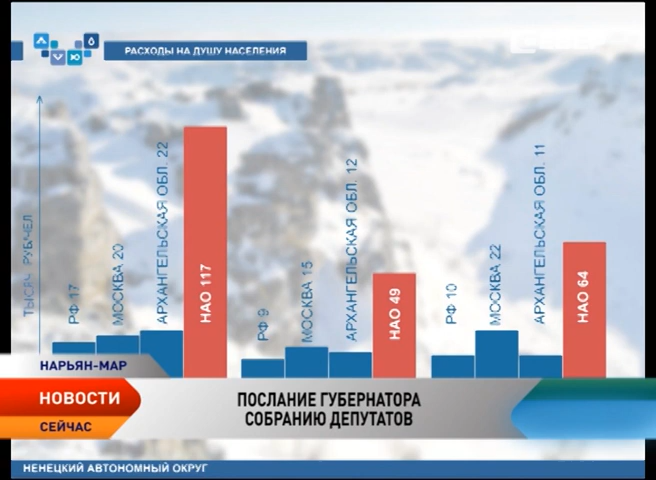 РАСХОДЫ НА ДУШУ НАСЕЛЕНИЯ
ТЫСЯЧ РУБ/ЧЕЛ
РФ 17
МОСКВА 20
АРХАНГЕЛЬСКАЯ ОБЛ. 22
НАО 117
РФ 9
МОСКВА 15
АРХАНГЕЛЬСКАЯ ОБЛ. 12
НАО 49
РФ 10
МОСКВА 22
АРХАНГЕЛЬСКАЯ ОБЛ. 11
НАО 64
НАРЬЯН-МАР
НОВОСТИ
СЕЙЧАС
ПОСЛАНИЕ ГУБЕРНАТОРА
СОБРАНИЮ ДЕПУТАТОВ
НЕНЕЦКИЙ АВТОНОМНЫЙ ОКРУГ